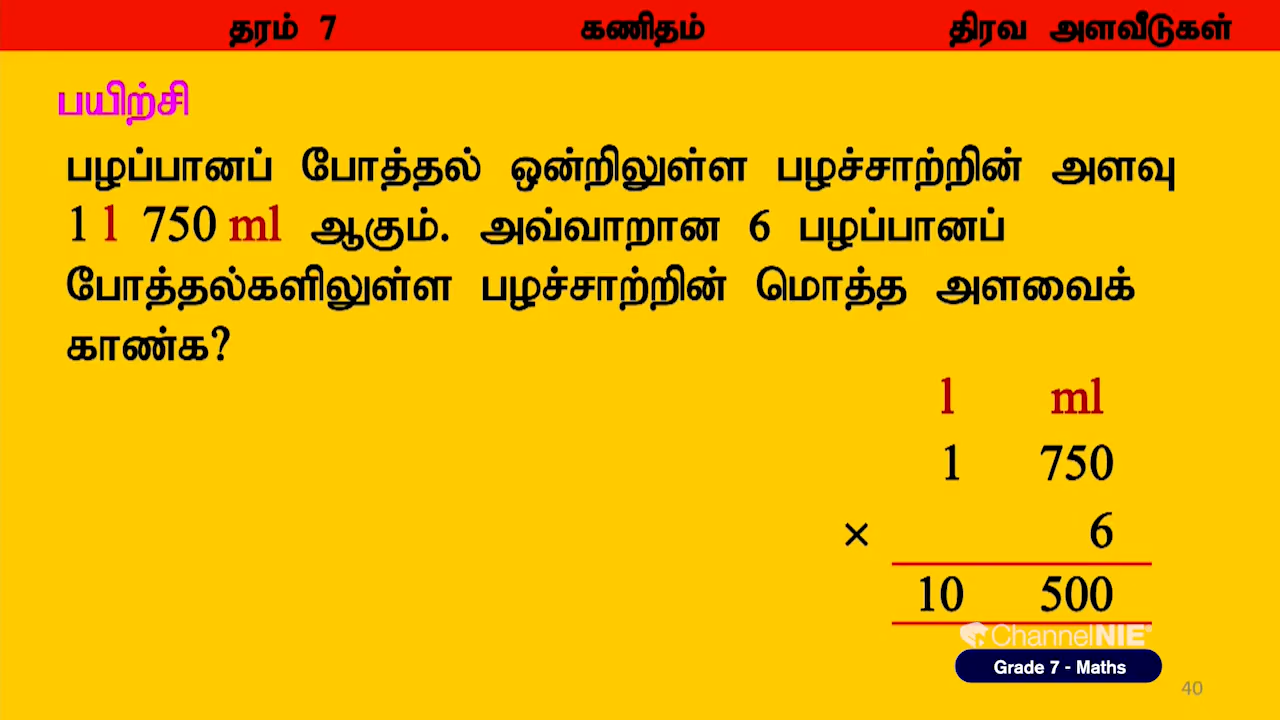 தரம் 7 கணிதம் திரவ அளவீடுகள்
பயிற்சி
பழப்பானப் போத்தல் ஒன்றிலுள்ள பழச்சாற்றின் அளவு
1 l 750 ml ஆகும். அவ்வாறான 6 பழப்பானப்
போத்தல்களிலுள்ள பழச்சாற்றின் மொத்த அளவைக்
காண்க?
l ml
1 750
× 6
10 500
ChannelNIE
Grade 7 - Maths
40